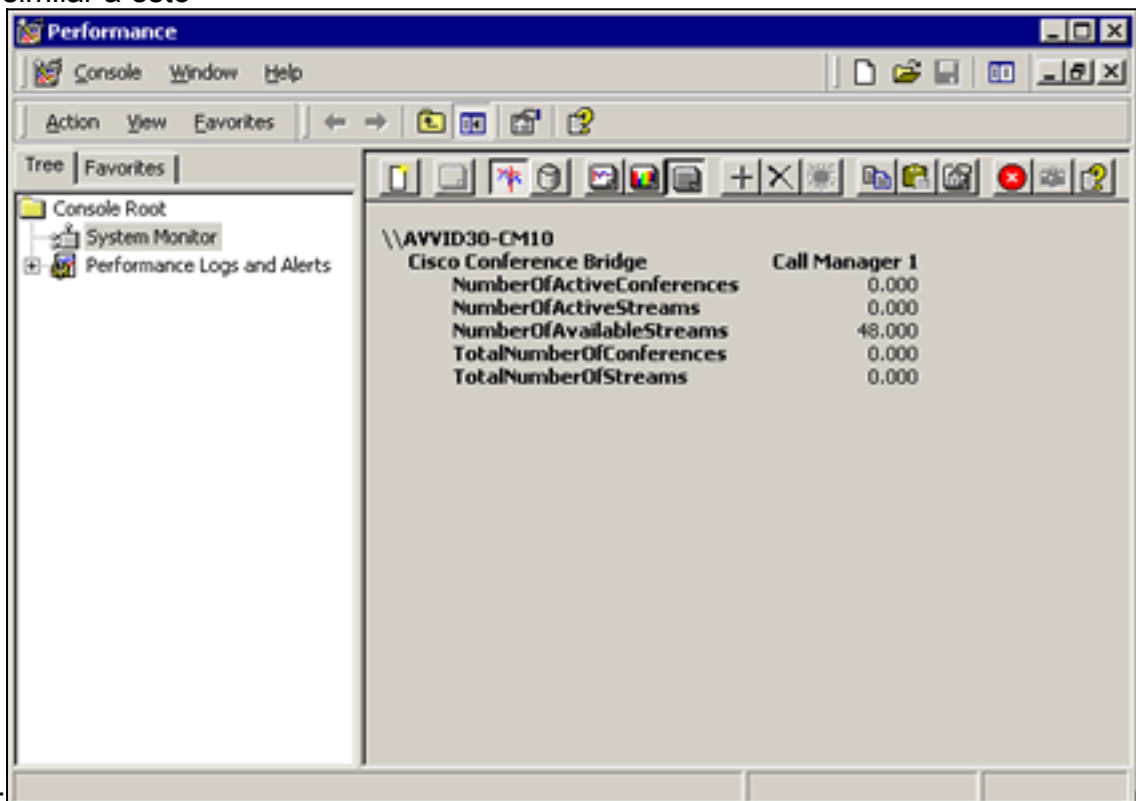 similar a este
Performance
Console Window Help
Action View Favorites
Tree Favorites
Console Root
System Monitor
Performance Logs and Alerts
\\AVVID30-CM10
Cisco Conference Bridge Call Manager 1
NumberOfActiveConferences 0.000
NumberOfActiveStreams 0.000
NumberOfAvailableStreams 48.000
TotalNumberOfConferences 0.000
TotalNumberOfStreams 0.000